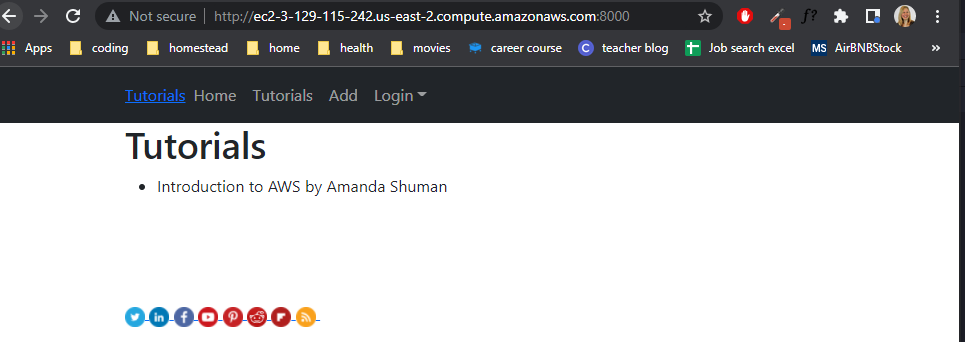 Not secure | http://ec2-3-129-115-242.us-east-2.compute.amazonaws.com:8000 f?
Apps coding homestead home health movies career course C teacher blog Job search excel MS AirBNBStock »
Tutorials Home Tutorials Add Login
Tutorials
• Introduction to AWS by Amanda Shuman